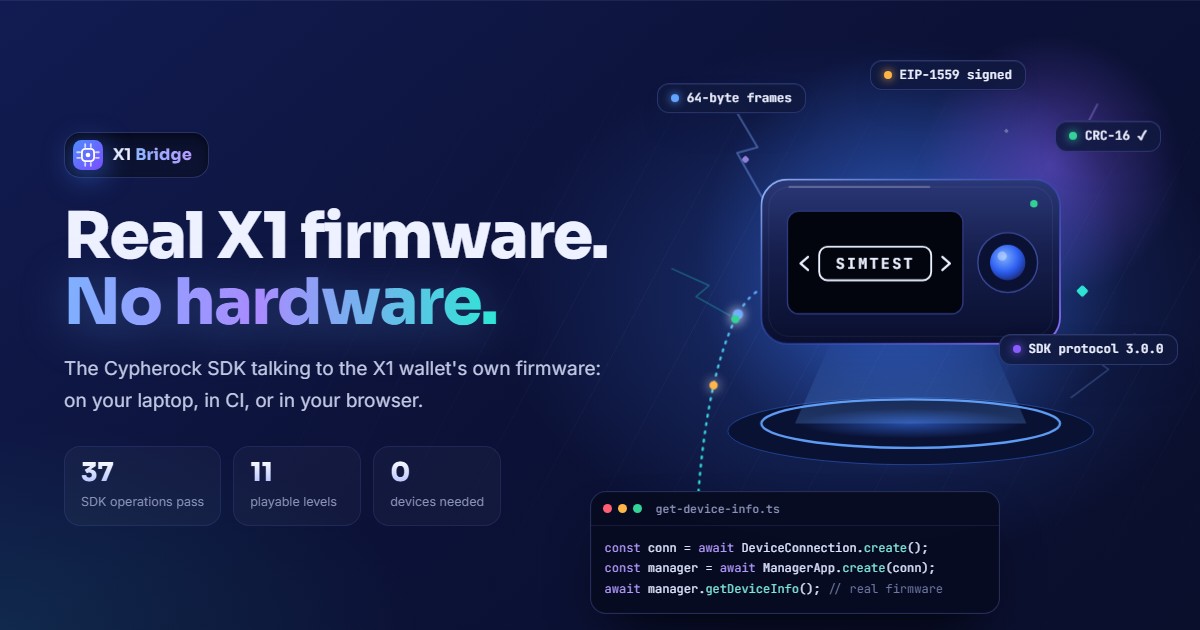 64-byte frames
EIP-1559 signed
CRC-16 ✓
X1 Bridge
Real X1 firmware.
No hardware.
The Cypherock SDK talking to the X1 wallet's own firmware:
on your laptop, in CI, or in your browser.
37
SDK operations pass
11
playable levels
0
devices needed
< SIMTEST >
SDK protocol 3.0.0
get-device-info.ts
const conn = await DeviceConnection.create();
const manager = await ManagerApp.create(conn);
await manager.getDeviceInfo(); // real firmware